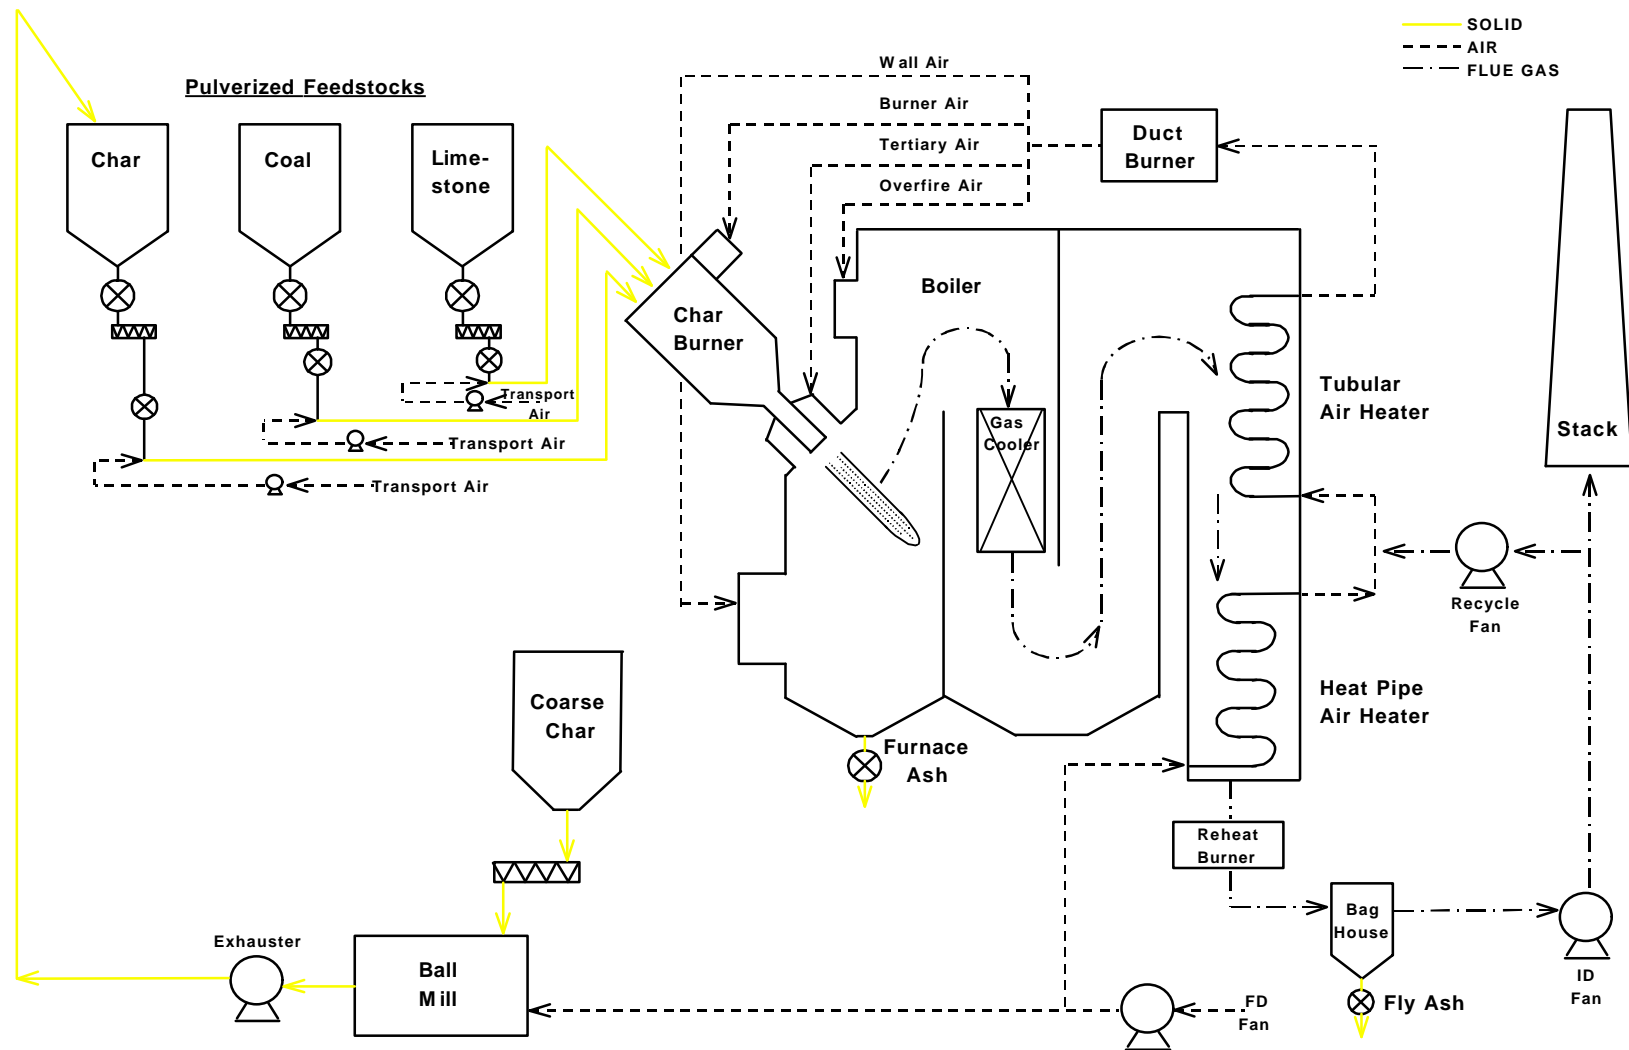 SOLID
AIR
FLUE GAS
Wall Air
Pulverized Feedstocks
Burner Air
Duct
Burner
Tertiary Air
Overfire Air
Char
Coal
Lime-
stone
Boiler
Char
Burner
Tubular
Air Heater
Transport
Air
Gas
Cooler
Stack
Transport Air
Transport Air
Recycle
Fan
Coarse
Char
Heat Pipe
Air Heater
Furnace
Ash
Reheat
Burner
Bag
House
Exhauster
Ball
Mill
ID
Fan
FD
Fan
Fly Ash